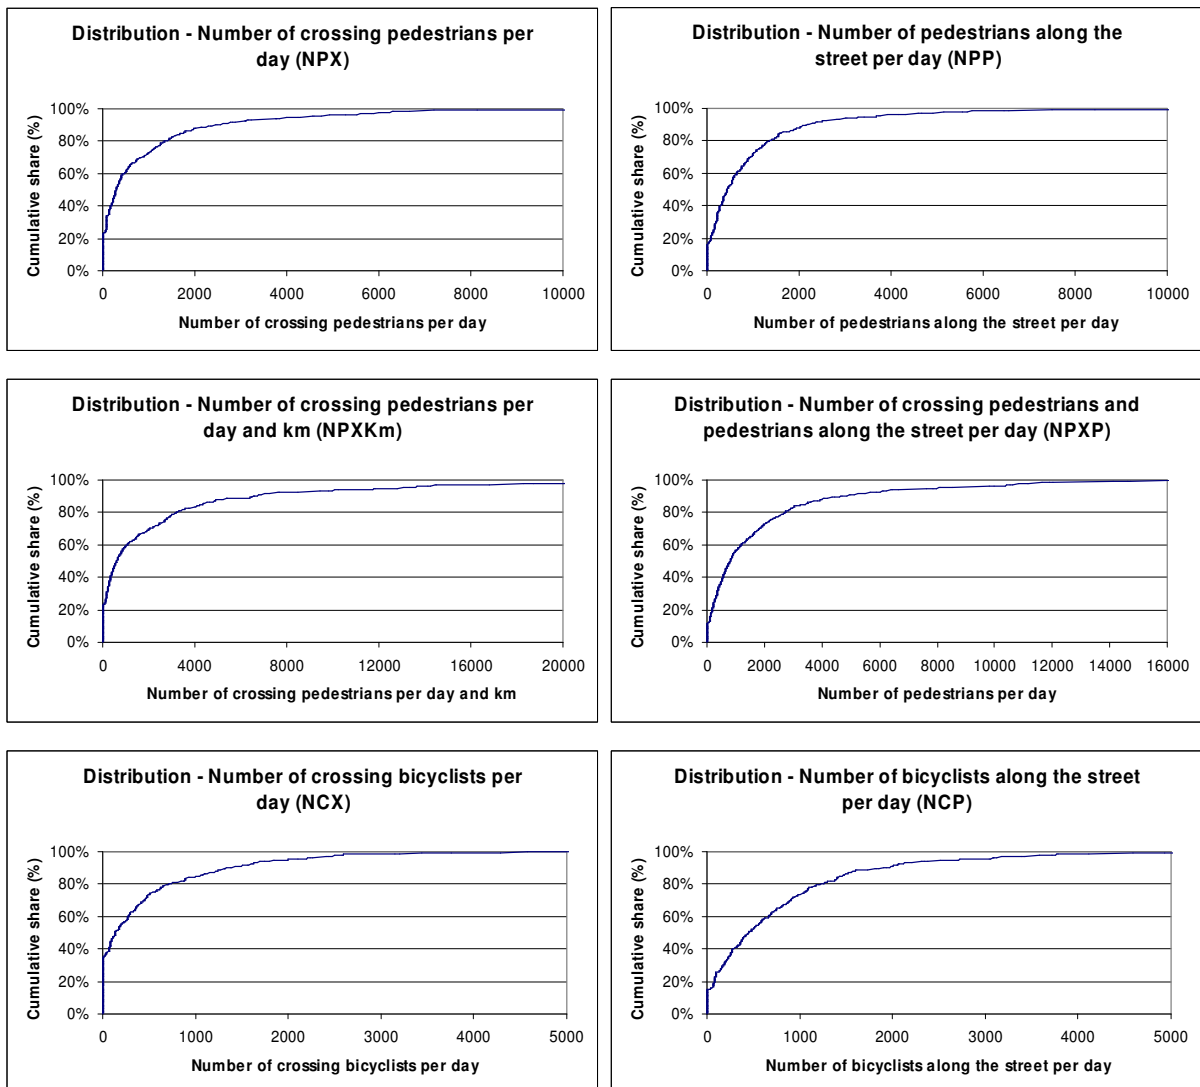 Distribution - Number of crossing pedestrians per
day (NPX)
Cumulative share (%)
100%
80%
60%
40%
20%
0%
0 2000 4000 6000 8000 10000
Number of crossing pedestrians per day
Distribution - Number of pedestrians along the
street per day (NPP)
Cumulative share (%)
100%
80%
60%
40%
20%
0%
0 2000 4000 6000 8000 10000
Number of pedestrians along the street per day
Distribution - Number of crossing pedestrians per
day and km (NPXKm)
Cumulative share (%)
100%
80%
60%
40%
20%
0%
0 4000 8000 12000 16000 20000
Number of crossing pedestrians per day and km
Distribution - Number of crossing pedestrians and
pedestrians along the street per day (NPXP)
Cumulative share (%)
100%
80%
60%
40%
20%
0%
0 2000 4000 6000 8000 10000 12000 14000 16000
Number of pedestrians per day
Distribution - Number of crossing bicyclists per
day (NCX)
Cumulative share (%)
100%
80%
60%
40%
20%
0%
0 1000 2000 3000 4000 5000
Number of crossing bicyclists per day
Distribution - Number of bicyclists along the street
per day (NCP)
Cumulative share (%)
100%
80%
60%
40%
20%
0%
0 1000 2000 3000 4000 5000
Number of bicyclists along the street per day